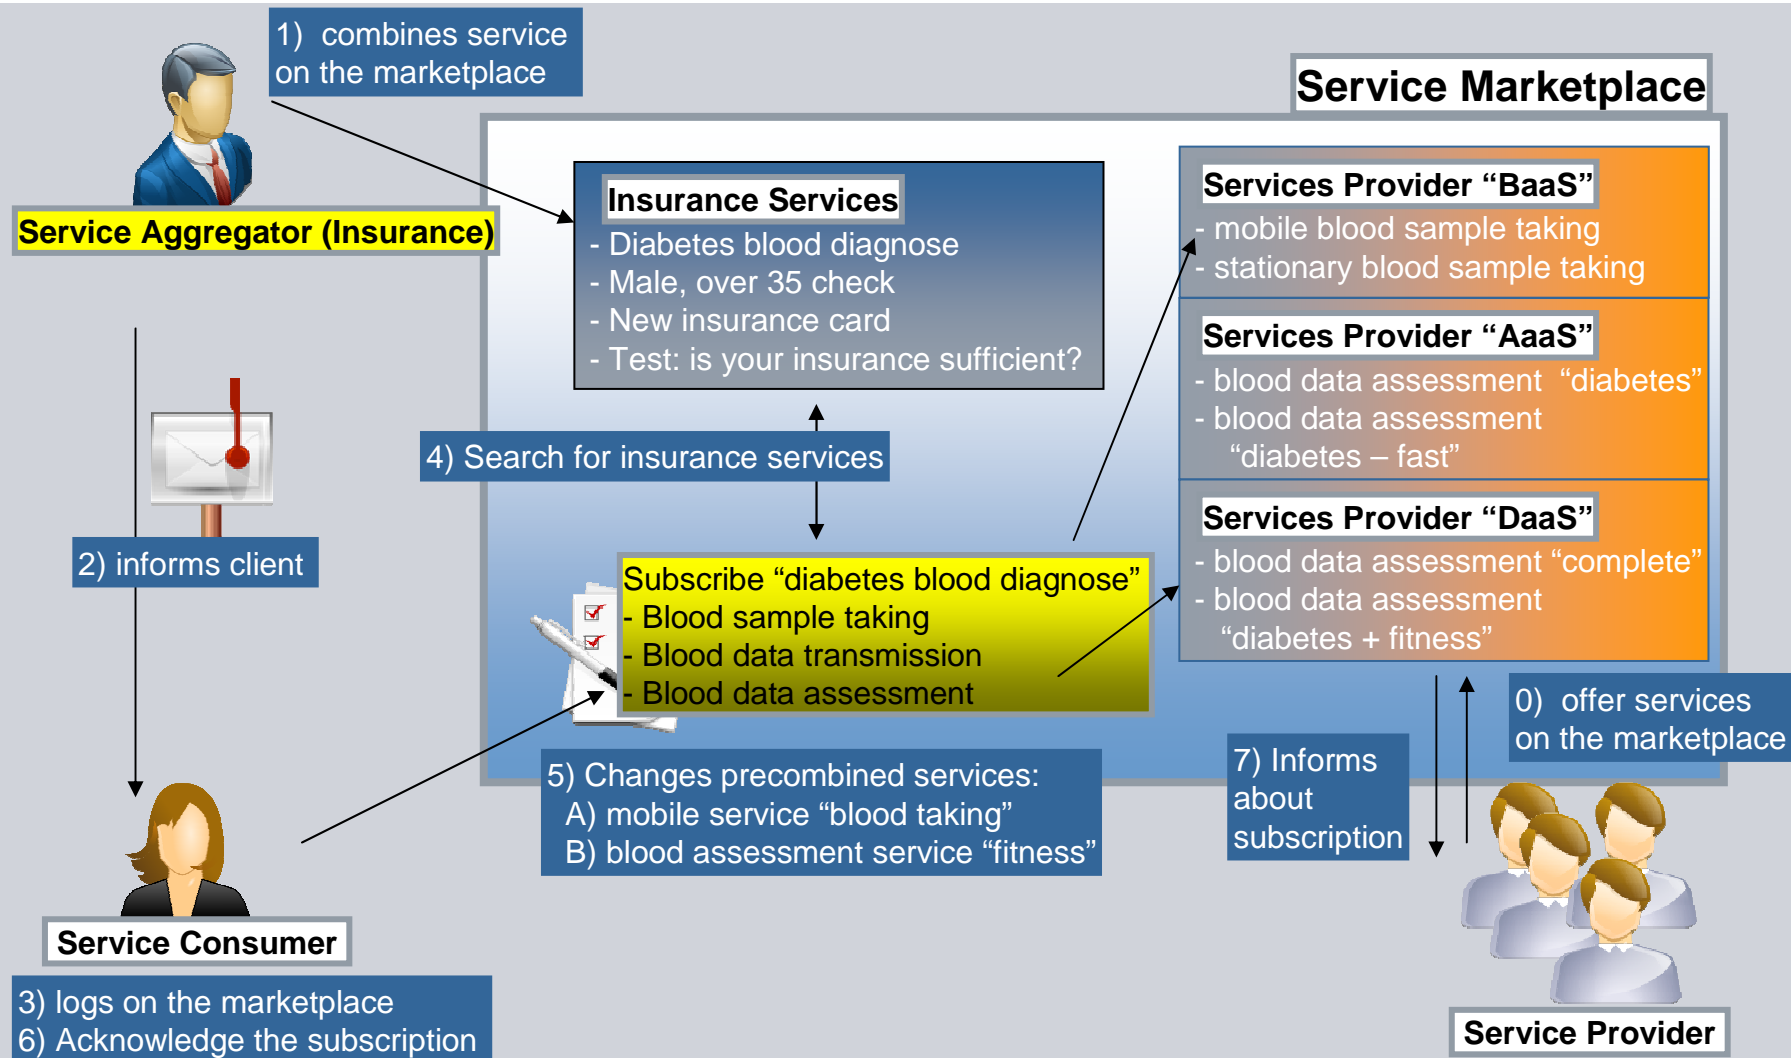 1) combines service
on the marketplace
Service Marketplace
Service Aggregator (Insurance)
Insurance Services
- Diabetes blood diagnose
- Male, over 35 check
- New insurance card
- Test: is your insurance sufficient?
Services Provider “BaaS”
- mobile blood sample taking
- stationary blood sample taking
Services Provider “AaaS”
- blood data assessment “diabetes”
- blood data assessment
“diabetes – fast”
Services Provider “DaaS”
- blood data assessment “complete”
- blood data assessment
“diabetes + fitness”
4) Search for insurance services
2) informs client
Subscribe “diabetes blood diagnose”
- Blood sample taking
- Blood data transmission
- Blood data assessment
5) Changes precombined services:
A) mobile service “blood taking”
B) blood assessment service “fitness”
7) Informs
about
subscription
0) offer services
on the marketplace
Service Consumer
3) logs on the marketplace
6) Acknowledge the subscription
Service Provider